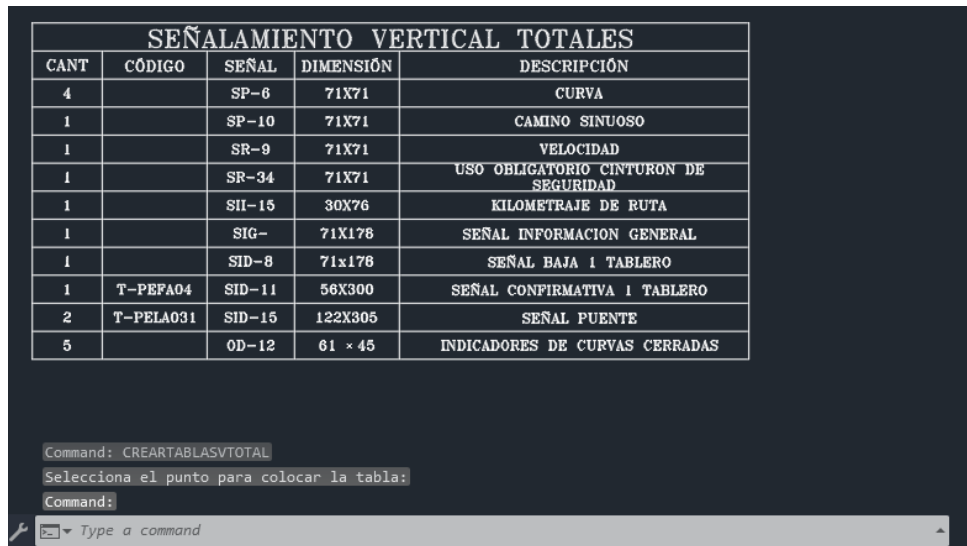 SEÑALAMIENTO VERTICAL TOTALES
CANT CÓDIGO SEÑAL DIMENSIÓN DESCRIPCIÓN
4 SP-6 71X71 CURVA
1 SP-10 71X71 CAMINO SINUOSO
1 SR-9 71X71 VELOCIDAD
1 SR-34 71X71 USO OBLIGATORIO CINTURON DE
SEGURIDAD
1 SII-15 30X76 KILOMETRAJE DE RUTA
1 SIG- 71X178 SEÑAL INFORMACION GENERAL
1 SID-8 71x178 SEÑAL BAJA 1 TABLERO
1 T-PEFA04 SID-11 56X300 SEÑAL CONFIRMATIVA 1 TABLERO
2 T-PELA031 SID-15 122X305 SEÑAL PUENTE
5 OD-12 61 × 45 INDICADORES DE CURVAS CERRADAS
Command: CREARTABLASVTOTAL
Selecciona el punto para colocar la tabla:
Command:
Type a command